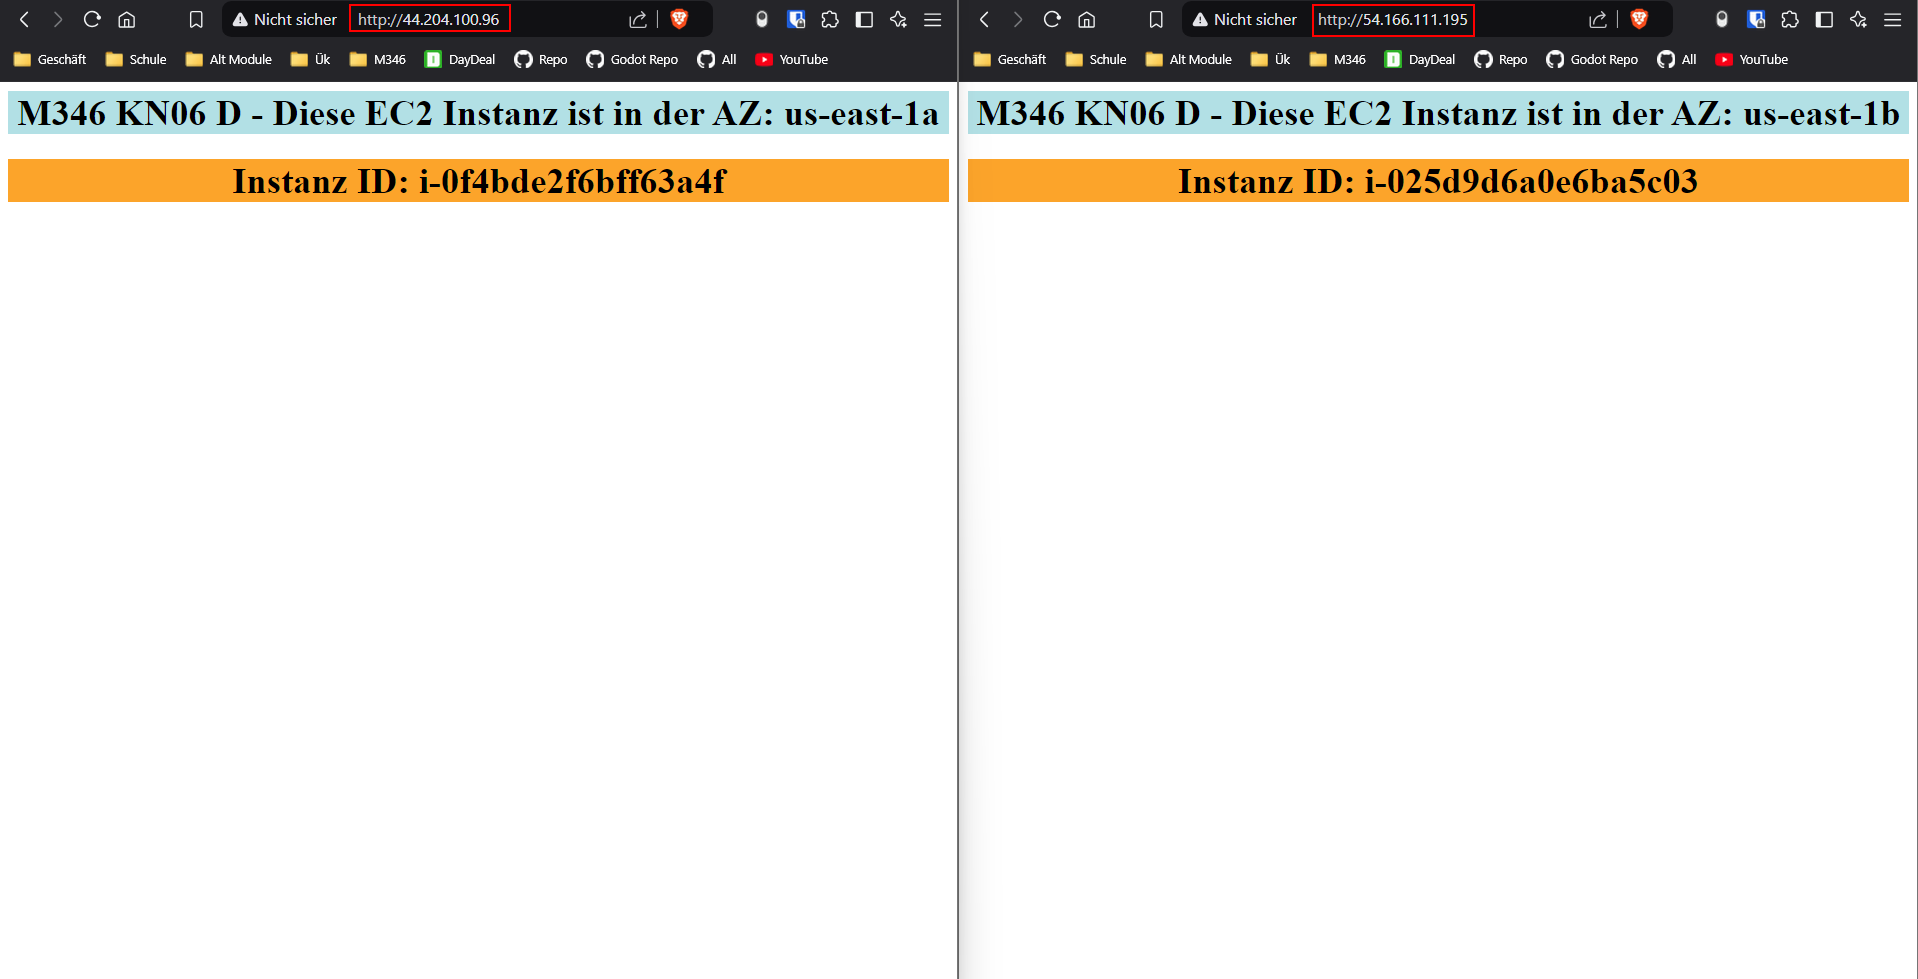 Nicht sicher http://44.204.100.96
Geschäft Schule Alt Module Ük M346 DayDeal Repo Godot Repo All YouTube
M346 KN06 D - Diese EC2 Instanz ist in der AZ: us-east-1a
Instanz ID: i-0f4bde2f6bff63a4f
Nicht sicher http://54.166.111.195
Geschäft Schule Alt Module Ük M346 DayDeal Repo Godot Repo All YouTube
M346 KN06 D - Diese EC2 Instanz ist in der AZ: us-east-1b
Instanz ID: i-025d9d6a0e6ba5c03